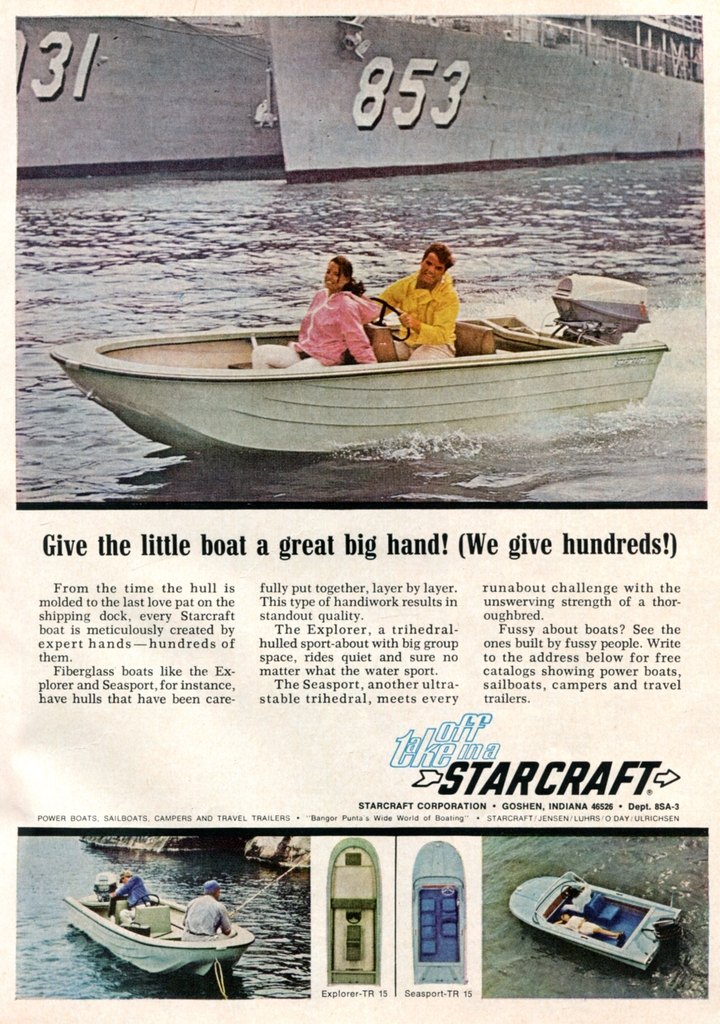 131
853
Give the little boat a great big hand! (We give hundreds!)
From the time the hull is
molded to the last love pat on the
shipping dock, every Starcraft
boat is meticulously created by
expert hands—hundreds of
them.
Fiberglass boats like the Ex-
plorer and Seasport, for instance,
have hulls that have been care-
fully put together, layer by layer.
This type of handiwork results in
standout quality.
The Explorer, a trihedral-
hulled sport-about with big group
space, rides quiet and sure no
matter what the water sport.
The Seasport, another ultra-
stable trihedral, meets every
runabout challenge with the
unswerving strength of a thor-
oughbred.
Fussy about boats? See the
ones built by fussy people. Write
to the address below for free
catalogs showing power boats,
sailboats, campers and travel
trailers.
take off in a
STARCRAFT®
STARCRAFT CORPORATION • GOSHEN, INDIANA 46526 • Dept. 8SA-3
POWER BOATS, SAILBOATS, CAMPERS AND TRAVEL TRAILERS • "Bangor Punta's Wide World of Boating" • STARCRAFT/JENSEN/LUHRS/O'DAY/ULRICHSEN
Explorer-TR 15
Seasport-TR 15